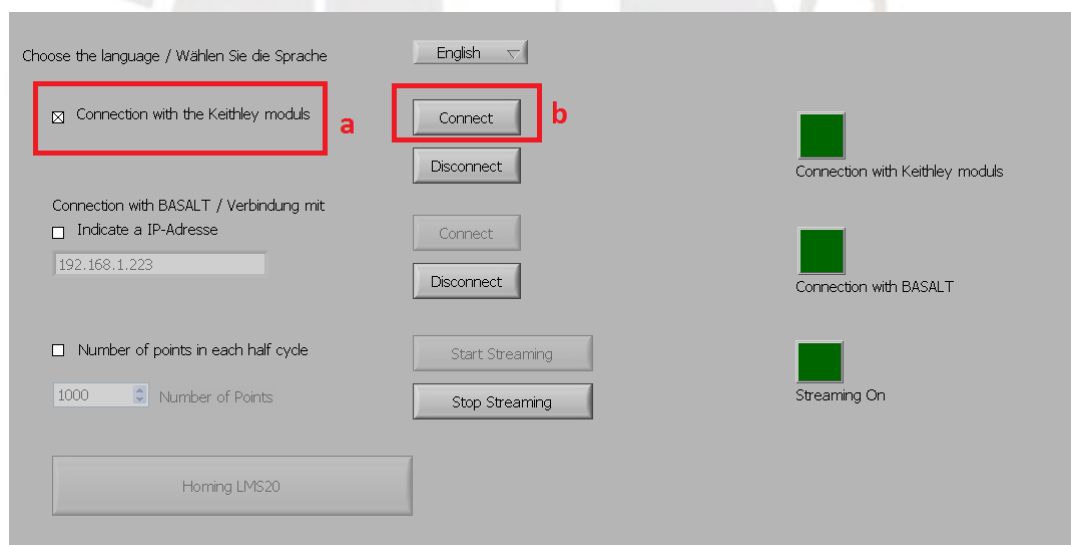 Choose the language / Wählen Sie die Sprache
English
Connection with the Keithley moduls
a
Connect
b
Disconnect
Connection with Keithley moduls
Connection with BASALT / Verbindung mit
Indicate a IP-Adresse
Connect
192.168.1.223
Disconnect
Connection with BASALT
Number of points in each half cycle
Start Streaming
1000
Number of Points
Stop Streaming
Streaming On
Homing LMS20